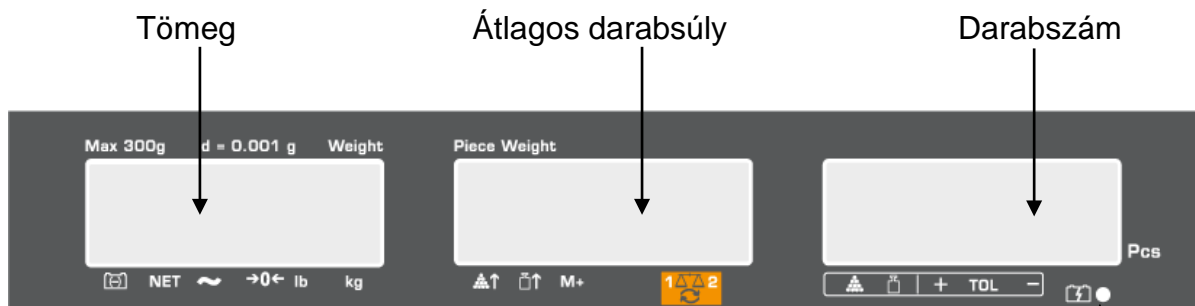 Tömeg Átlagos darabsúly Darabszám
Max 300g d = 0.001 g Weight Piece Weight
Pcs
NET ~ →0← lb kg M+ 1 2 + TOL −